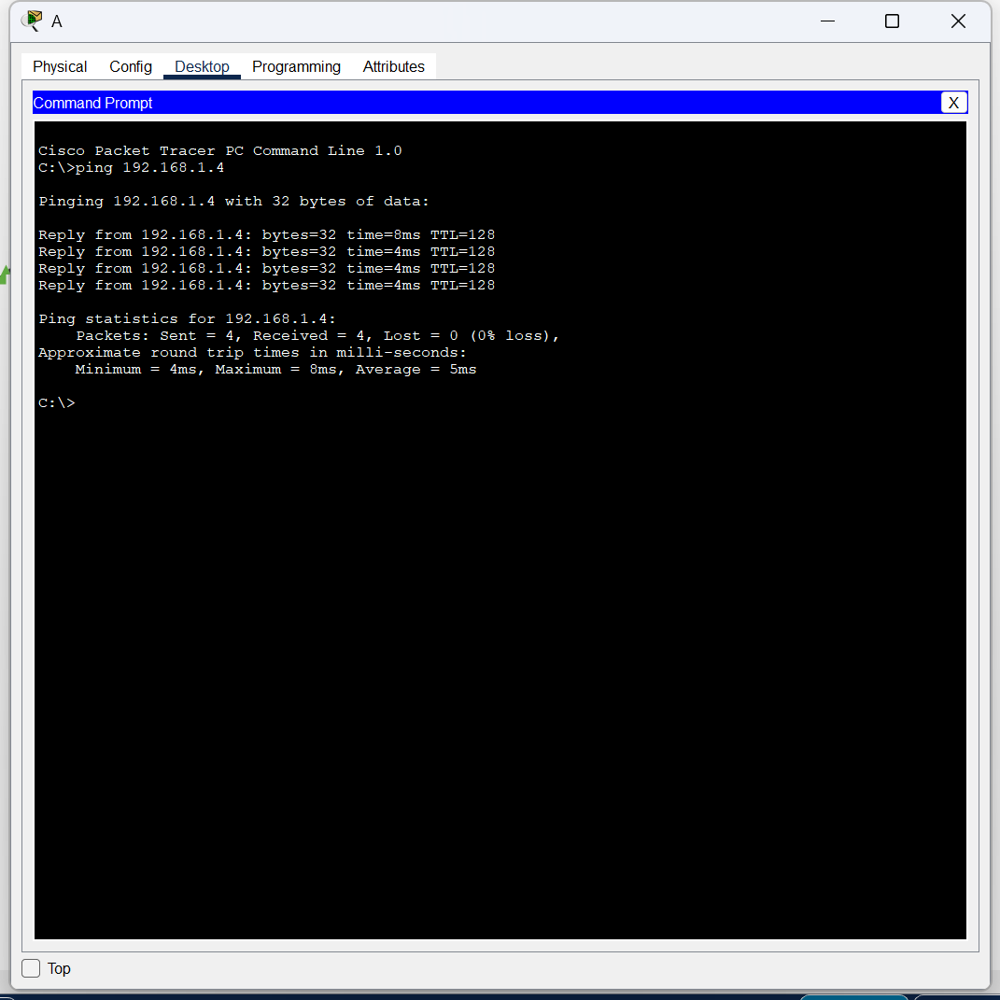 A
Physical Config Desktop Programming Attributes
Command Prompt X
Cisco Packet Tracer PC Command Line 1.0
C:\>ping 192.168.1.4
Pinging 192.168.1.4 with 32 bytes of data:
Reply from 192.168.1.4: bytes=32 time=8ms TTL=128
Reply from 192.168.1.4: bytes=32 time=4ms TTL=128
Reply from 192.168.1.4: bytes=32 time=4ms TTL=128
Reply from 192.168.1.4: bytes=32 time=4ms TTL=128
Ping statistics for 192.168.1.4:
Packets: Sent = 4, Received = 4, Lost = 0 (0% loss),
Approximate round trip times in milli-seconds:
Minimum = 4ms, Maximum = 8ms, Average = 5ms
C:\>
Top